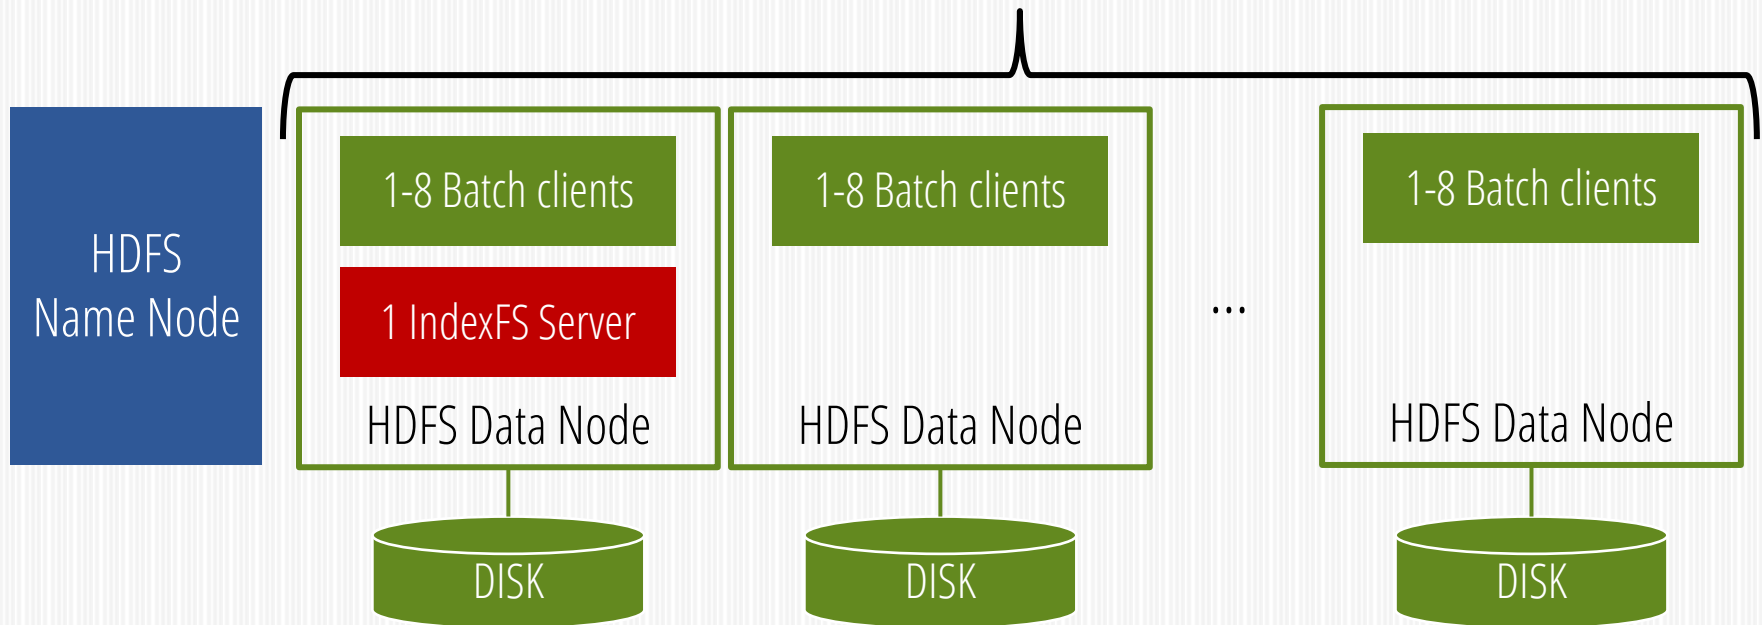 HDFS
Name Node
1-8 Batch clients
1 IndexFS Server
HDFS Data Node
DISK
1-8 Batch clients
HDFS Data Node
DISK
...
1-8 Batch clients
HDFS Data Node
DISK